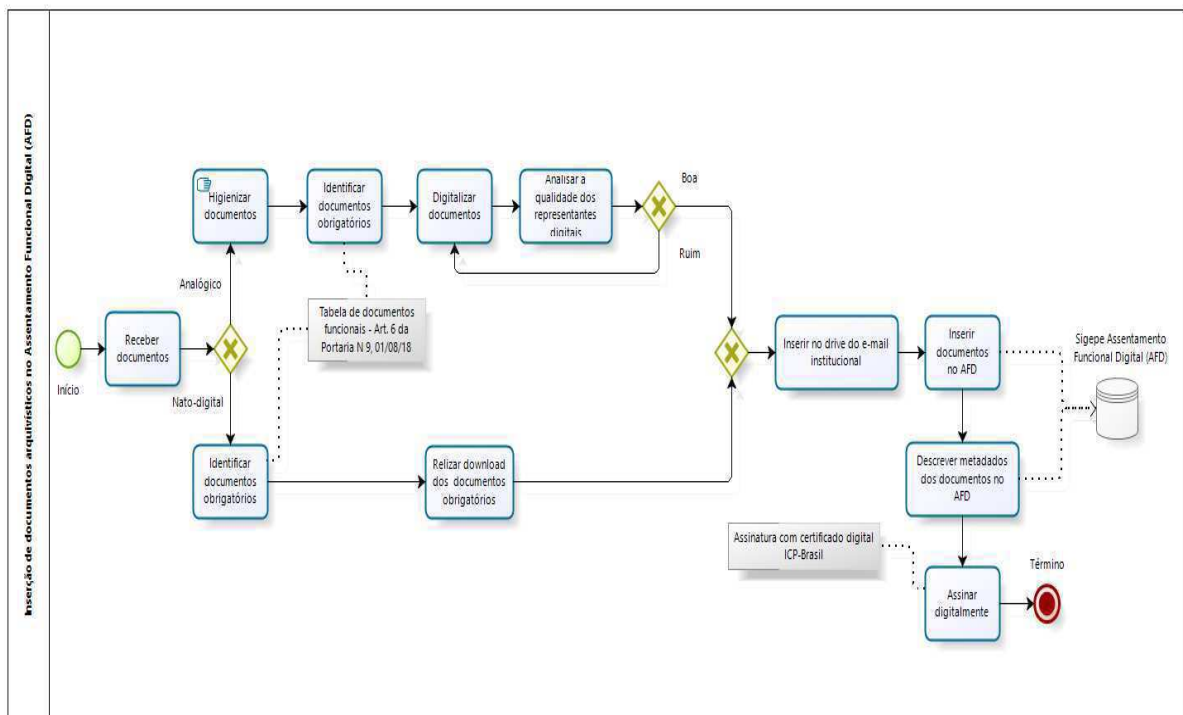 Inserção de documentos arquivísticos no Assentamento Funcional Digital (AFD)
Início
Receber
documentos
Analógico
Nato-digital
Higienizar
documentos
Identificar
documentos
obrigatórios
Digitalizar
documentos
Analisar a
qualidade dos
representantes
digitais
Boa
Ruim
Tabela de documentos
funcionais - Art. 6 da
Portaria N 9, 01/08/18
Identificar
documentos
obrigatórios
Relizar download
dos documentos
obrigatórios
Inserir no drive do e-mail
institucional
Inserir
documentos
no AFD
Sigepe Assentamento
Funcional Digital (AFD)
Descrever metadados
dos documentos no
AFD
Assinatura com certificado digital
ICP-Brasil
Assinar
digitalmente
Término